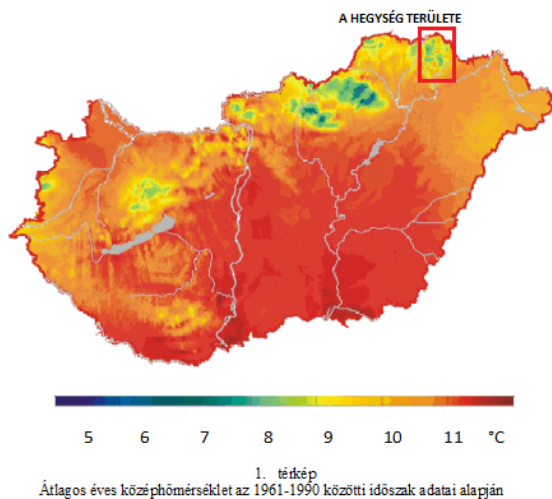 A HEGYSÉG TERÜLETE
5 6 7 8 9 10 11 °C
1. térkép
Átlagos éves középhőmérséklet az 1961-1990 közötti időszak adatai alapján